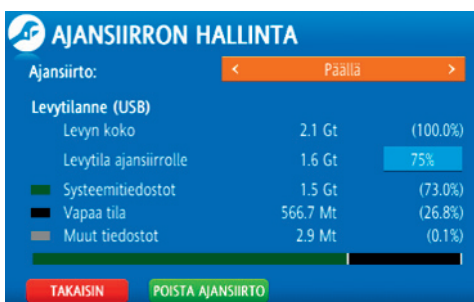 AJANSIIRRON HALLINTA
Ajansiirto: < Päällä >
Levytilanne (USB)
Levyn koko 2.1 Gt (100.0%)
Levytila ajansiirrolle 1.6 Gt 75%
Systeemitiedostot 1.5 Gt (73.0%)
Vapaa tila 566.7 Mt (26.8%)
Muut tiedostot 2.9 Mt (0.1%)
TAKAISIN POISTA AJANSIIRTO